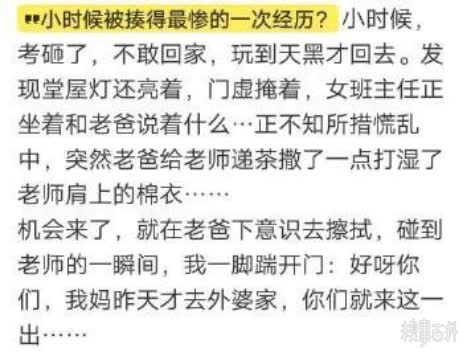 "小时候被揍得最惨的一次经历？小时候，
考砸了，不敢回家，玩到天黑才回去。发
现堂屋灯还亮着，门虚掩着，女班主任正
坐着和老爸说着什么…正不知所措慌乱
中，突然老爸给老师递茶撒了一点打湿了
老师肩上的棉衣……
机会来了，就在老爸下意识去擦拭，碰到
老师的一瞬间，我一脚踹开门：好呀你
们，我妈昨天才去外婆家，你们就来这一
出……